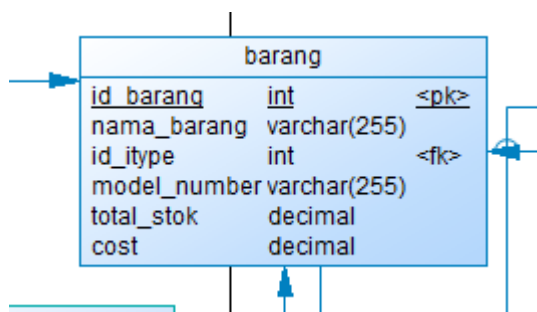 barang
id_barang int <pk>
nama_barang varchar(255)
id_itype int <fk>
model_number varchar(255)
total_stok decimal
cost decimal